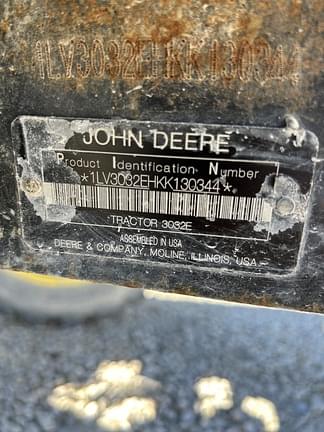 1LV3032EHKK130344
JOHN DEERE
Product Identification Number
*1LV3032EHKK130344*
TRACTOR 3032E
ASSEMBLED IN USA
DEERE & COMPANY, MOLINE, ILLINOIS, USA